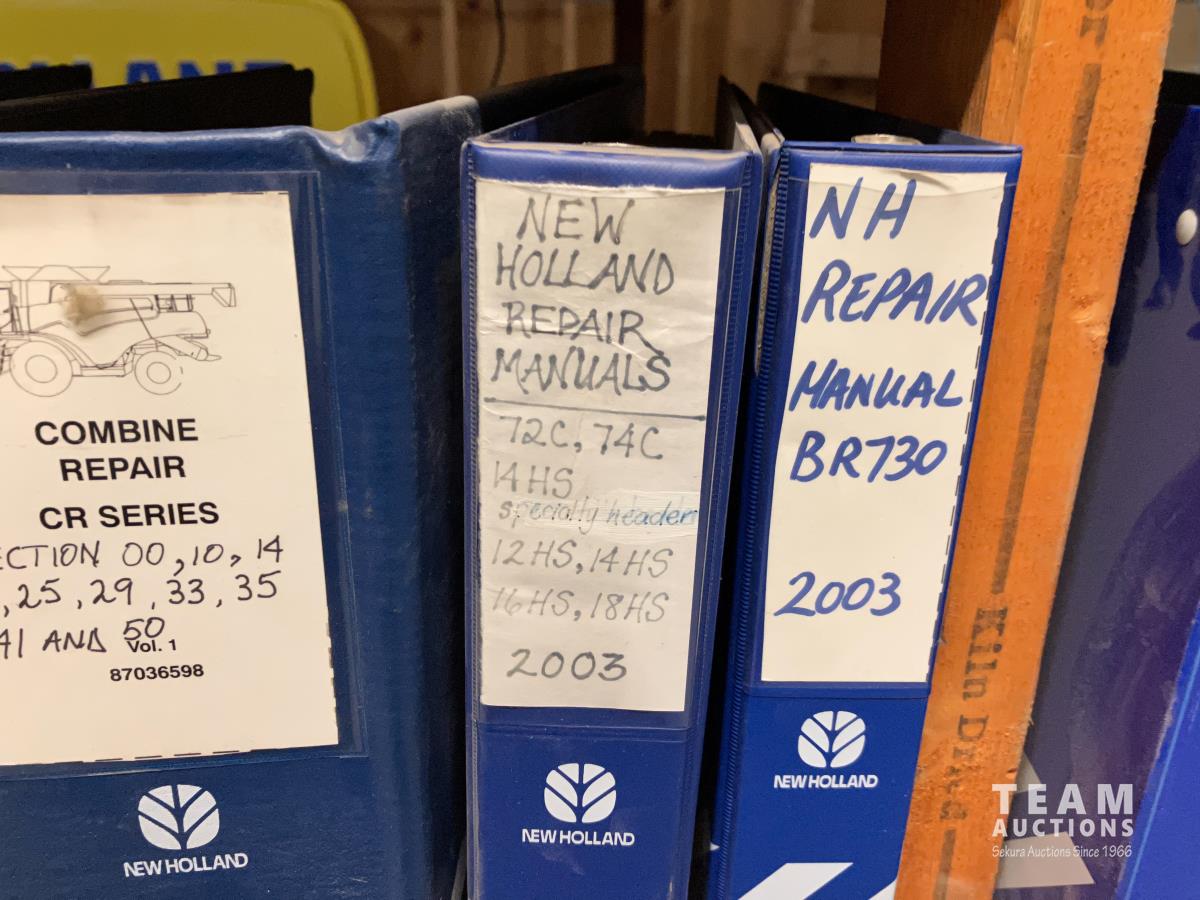 COMBINE
REPAIR
CR SERIES
ECTION 00, 10, 14
, 25, 29, 33, 35
41 AND 50
Vol. 1
87036598
NEW HOLLAND
NEW
HOLLAND
REPAIR
MANUALS
72C, 74C
14HS
specialty header
12HS, 14HS
16HS, 18HS
2003
NEW HOLLAND
NH
REPAIR
MANUAL
BR730
2003
NEW HOLLAND
Kiln Dried
TEAM
AUCTIONS
Sekura Auctions Since 1966